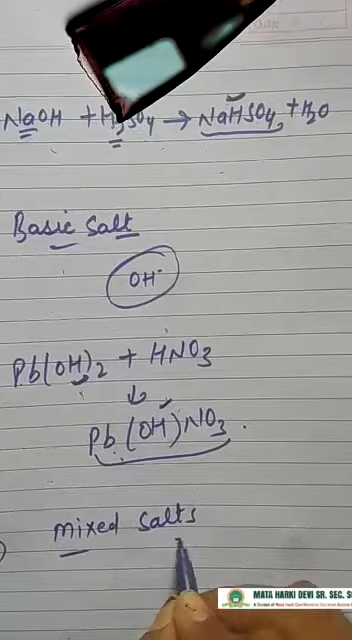 NaOH + H2SO4 → NaHSO4 + H2O
Basic Salt
OH-
Pb(OH)2 + HNO3
↓
Pb(OH)NO3.
Mixed Salts
MATA HARKI DEVI SR. SEC. S